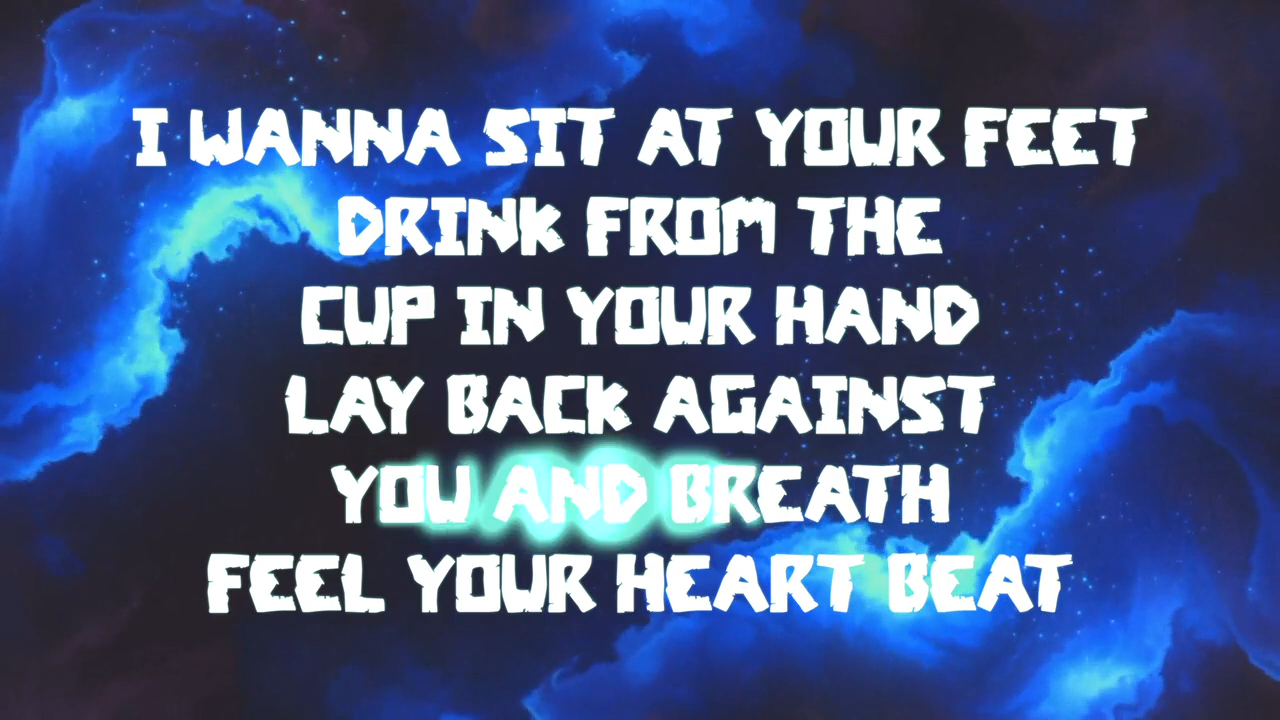 I WANNA SIT AT YOUR FEET
DRINK FROM THE
CUP IN YOUR HAND
LAY BACK AGAINST
YOU AND BREATH
FEEL YOUR HEART BEAT